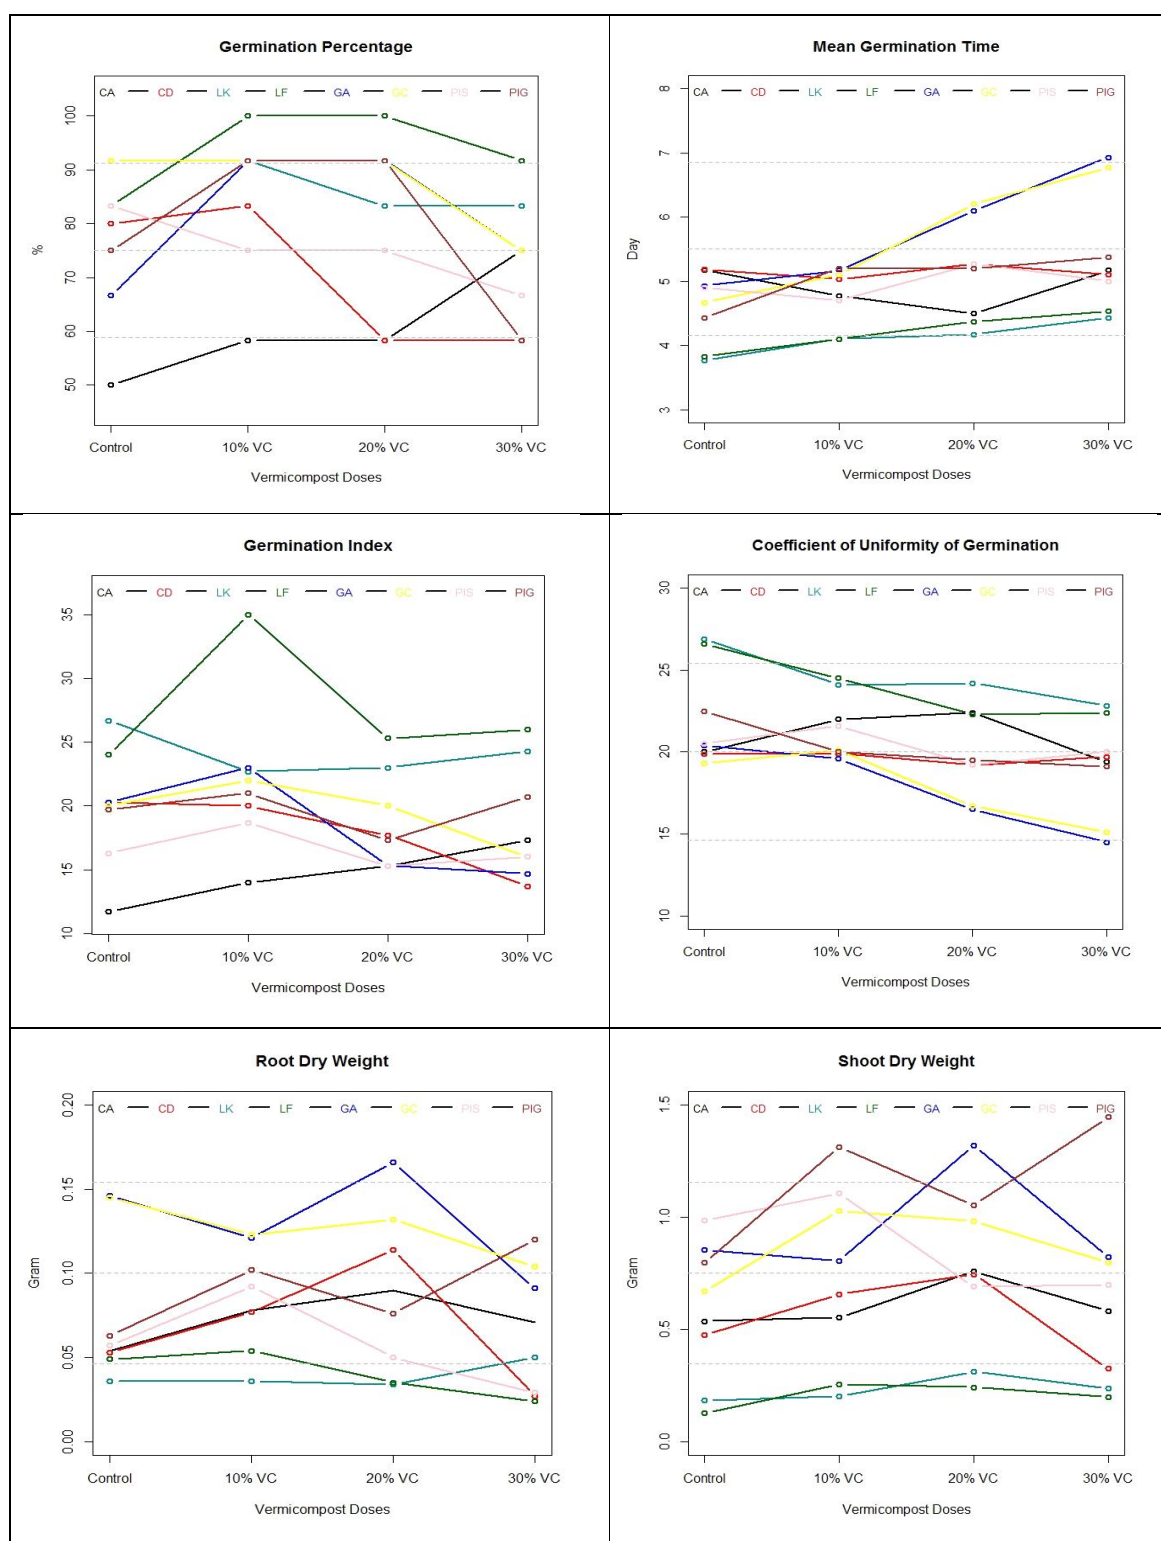 Germination Percentage
CA CD LK LF GA GC PIS PIG
100
90
80
70
60
50
%
Control 10% VC 20% VC 30% VC
Vermicompost Doses
Mean Germination Time
CA CD LK LF GA GC PIS PIG
8
7
6
5
4
3
Day
Control 10% VC 20% VC 30% VC
Vermicompost Doses
Germination Index
CA CD LK LF GA GC PIS PIG
35
30
25
20
15
10
Control 10% VC 20% VC 30% VC
Vermicompost Doses
Coefficient of Uniformity of Germination
CA CD LK LF GA GC PIS PIG
30
25
20
15
10
Control 10% VC 20% VC 30% VC
Vermicompost Doses
Root Dry Weight
CA CD LK LF GA GC PIS PIG
0.20
0.15
0.10
0.05
0.00
Gram
Control 10% VC 20% VC 30% VC
Vermicompost Doses
Shoot Dry Weight
CA CD LK LF GA GC PIS PIG
1.5
1.0
0.5
0.0
Gram
Control 10% VC 20% VC 30% VC
Vermicompost Doses